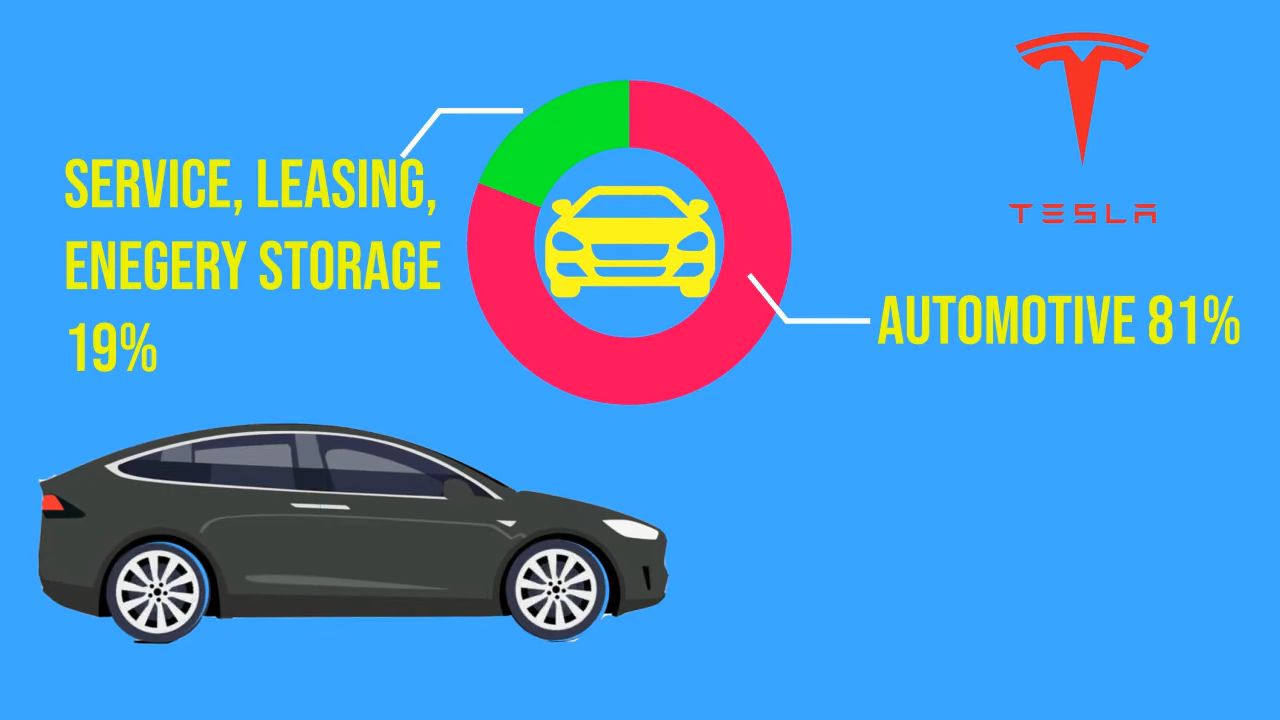 TESLA
SERVICE, LEASING,
ENEGERY STORAGE
19%
AUTOMOTIVE 81%